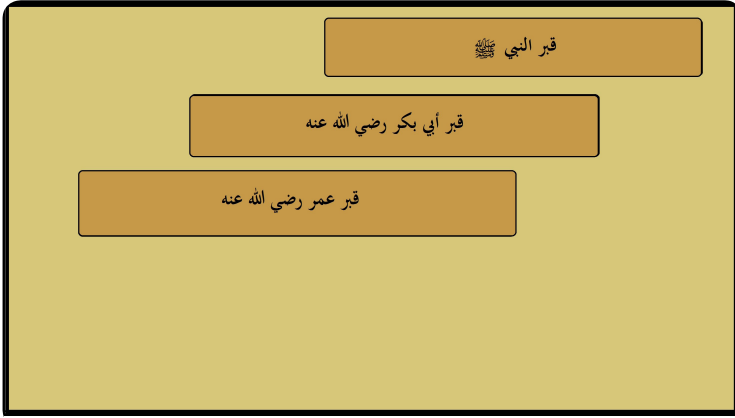 قبر النبي ﷺ
قبر أبي بكر رضي الله عنه
قبر عمر رضي الله عنه